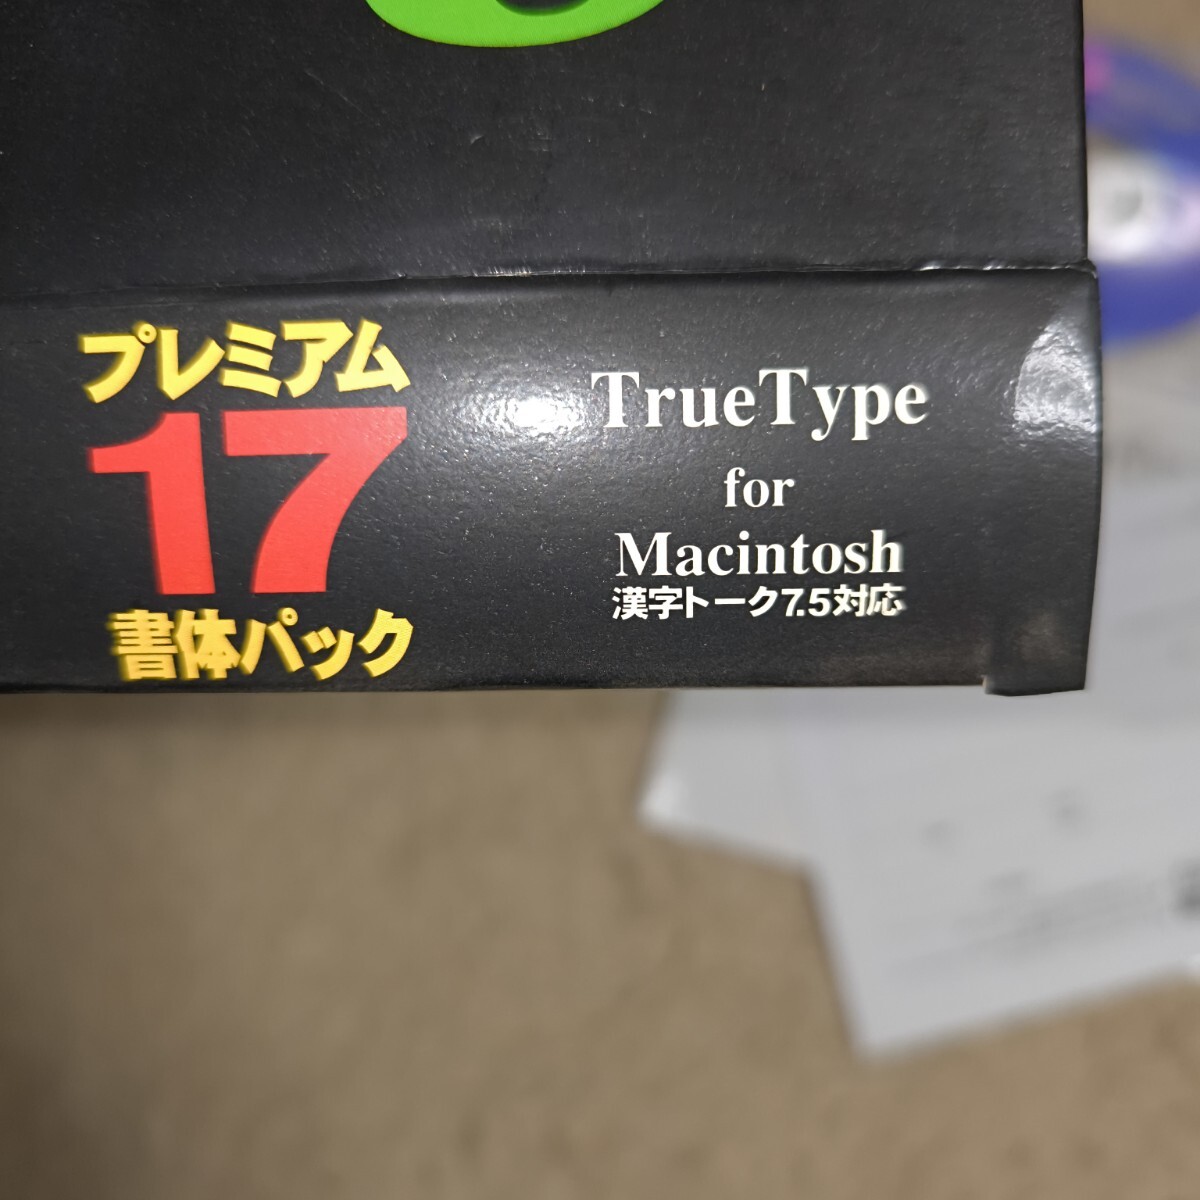 プレミアム
17
書体パック
TrueType
for
Macintosh
漢字トーク7.5対応